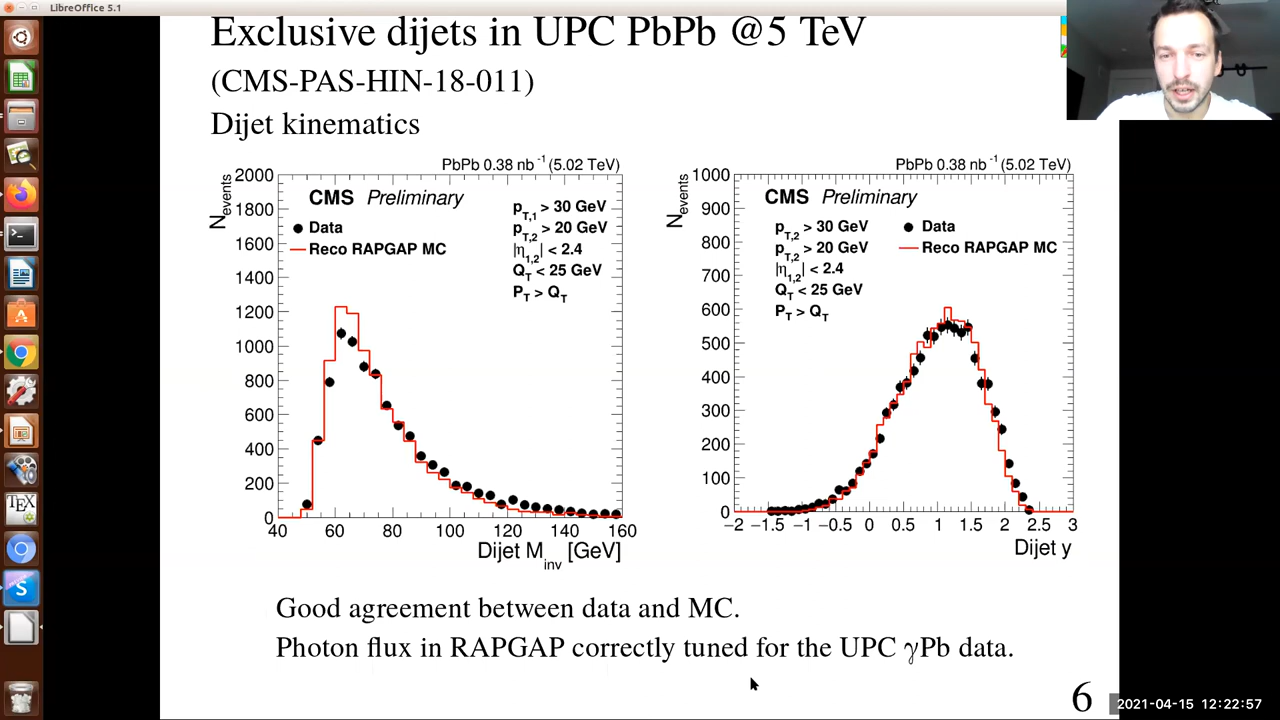 LibreOffice 5.1
Exclusive dijets in UPC PbPb @5 TeV
(CMS-PAS-HIN-18-011)
Dijet kinematics
PbPb 0.38 nb⁻¹ (5.02 TeV)
N_events
2000
1800
1600
1400
1200
1000
800
600
400
200
0
CMS Preliminary
Data
Reco RAPGAP MC
p_T,1 > 30 GeV
p_T,2 > 20 GeV
|η_1,2| < 2.4
Q_T < 25 GeV
P_T > Q_T
40 60 80 100 120 140 160
Dijet M_inv [GeV]
PbPb 0.38 nb⁻¹ (5.02 TeV)
N_events
1000
900
800
700
600
500
400
300
200
100
0
CMS Preliminary
p_T,2 > 30 GeV
p_T,2 > 20 GeV
|η_1,2| < 2.4
Q_T < 25 GeV
P_T > Q_T
Data
Reco RAPGAP MC
−2 −1.5 −1 −0.5 0 0.5 1 1.5 2 2.5 3
Dijet y
Good agreement between data and MC.
Photon flux in RAPGAP correctly tuned for the UPC γPb data.
6
2021-04-15 12:22:57
TEX
S